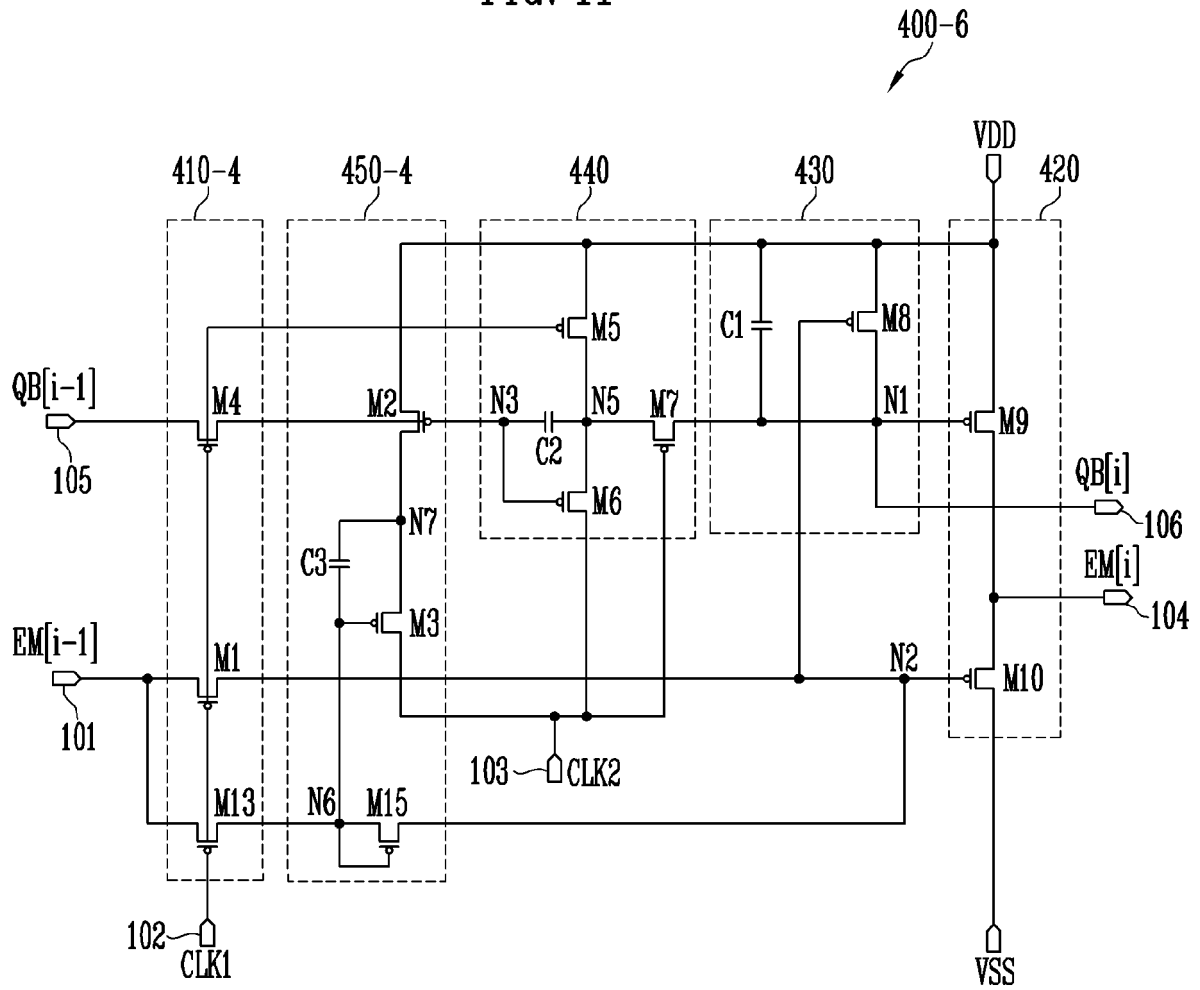 400-6
VDD
410-4 450-4 440 430 420
M5 C1 M8
QB[i-1] M4 M2 N3 N5 M7 N1 M9
105 C2 QB[i]
M6
N7 106
C3 EM[i]
M3 104
EM[i-1] M1 N2
M10
101
103 CLK2
M13 N6 M15
102
CLK1 VSS